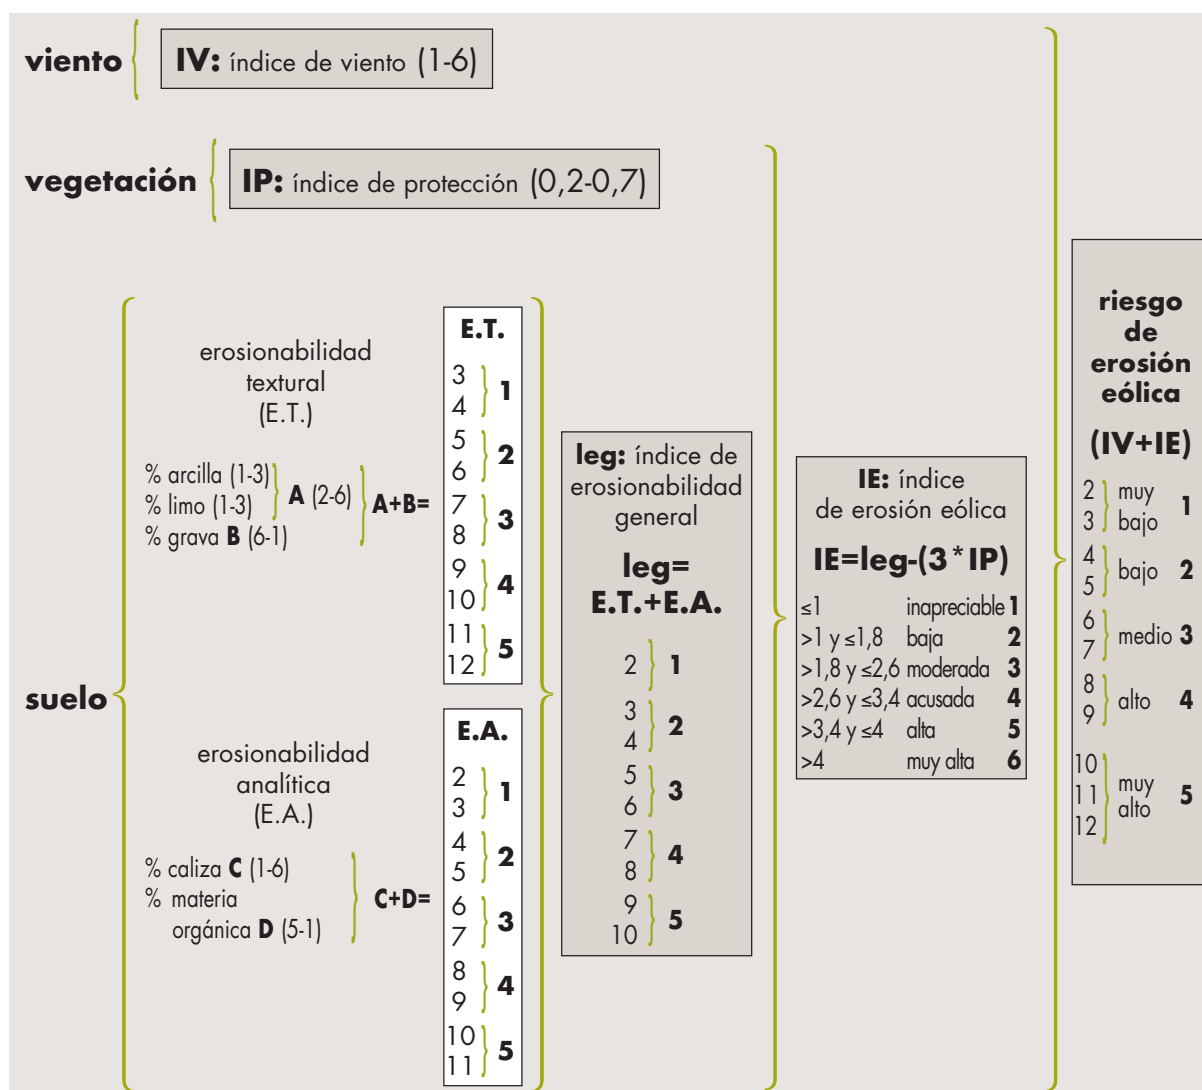 viento
IV: índice de viento (1-6)
vegetación
IP: índice de protección (0,2-0,7)
suelo
erosionabilidad
textural
(E.T.)
% arcilla (1-3)
% limo (1-3)
A (2-6)
% grava B (6-1)
A+B=
E.T.
3
4
1
5
6
2
7
8
3
9
10
4
11
12
5
erosionabilidad
analítica
(E.A.)
% caliza C (1-6)
% materia
orgánica D (5-1)
C+D=
E.A.
2
3
1
4
5
2
6
7
3
8
9
4
10
11
5
Ieg: índice de
erosionabilidad
general
Ieg=
E.T.+E.A.
2 1
3
4
2
5
6
3
7
8
4
9
10
5
IE: índice
de erosión eólica
IE=Ieg-(3*IP)
≤1 inapreciable 1
>1 y ≤1,8 baja 2
>1,8 y ≤2,6 moderada 3
>2,6 y ≤3,4 acusada 4
>3,4 y ≤4 alta 5
>4 muy alta 6
riesgo
de
erosión
eólica
(IV+IE)
2
3
muy
bajo
1
4
5
bajo 2
6
7
medio 3
8
9
alto 4
10
11
12
muy
alto
5